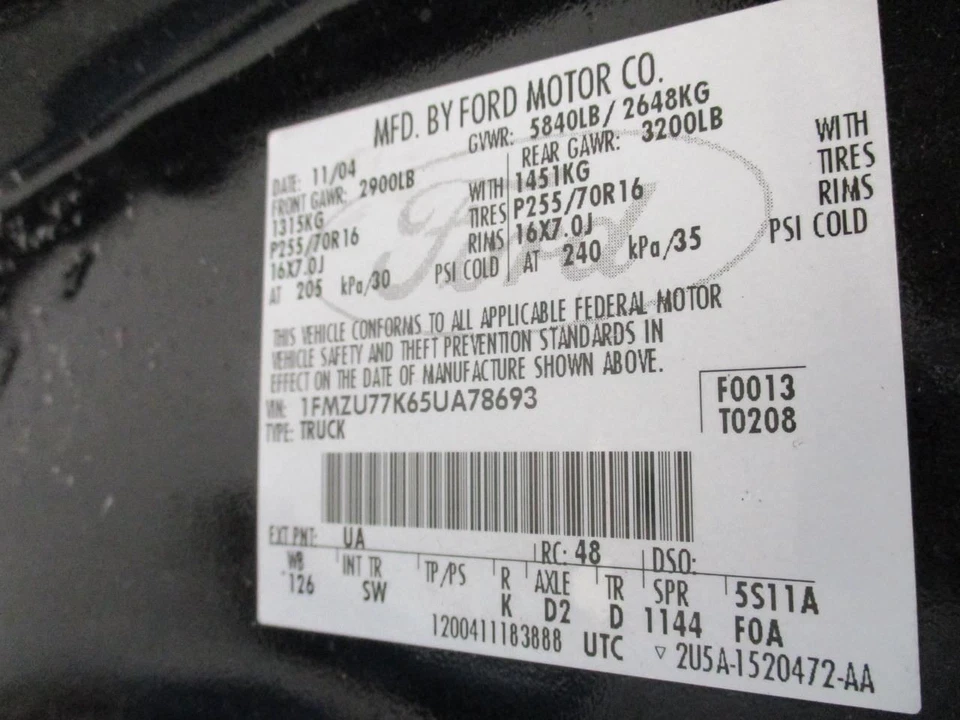 MFD. BY FORD MOTOR CO.
DATE: 11/04 GVWR: 5840LB/ 2648KG
FRONT GAWR: 2900LB REAR GAWR: 3200LB
1315KG WITH 1451KG WITH
P255/70R16 TIRES P255/70R16 TIRES
16X7.0J RIMS 16X7.0J RIMS
AT 205 kPa/30 PSI COLD AT 240 kPa/35 PSI COLD
Ford
THIS VEHICLE CONFORMS TO ALL APPLICABLE FEDERAL MOTOR
VEHICLE SAFETY AND THEFT PREVENTION STANDARDS IN
EFFECT ON THE DATE OF MANUFACTURE SHOWN ABOVE.
VIN: 1FMZU77K65UA78693 F0013
TYPE: TRUCK T0208
EXT PNT: UA RC: 48 DSO:
WB INT TR TP/PS R AXLE TR SPR 5S11A
126 SW K D2 D 1144 F0A
1200411183888 UTC ▽ 2U5A-1520472-AA